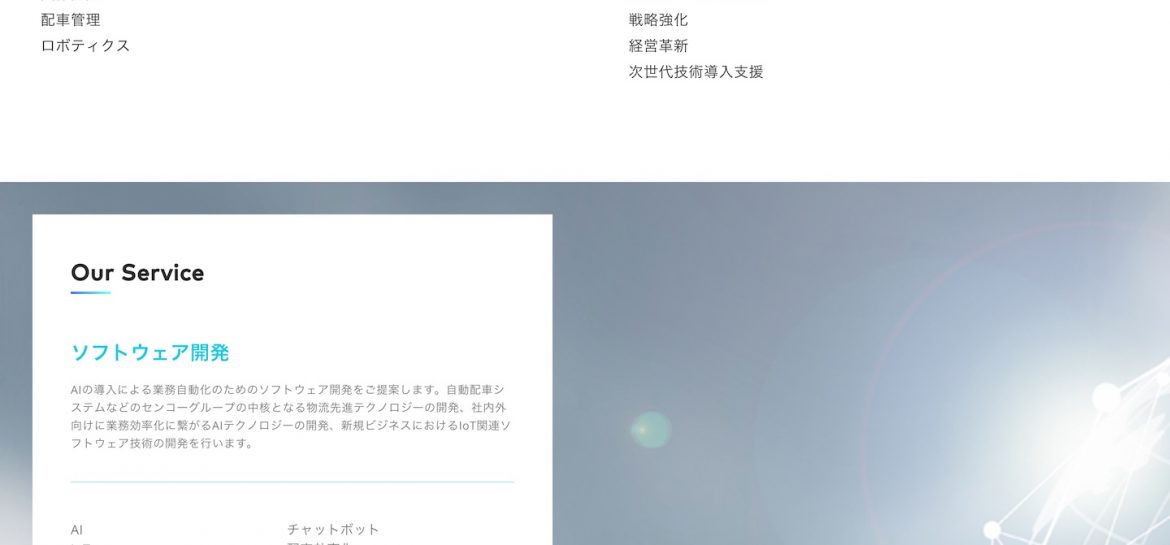 配車管理
ロボティクス
戦略強化
経営革新
次世代技術導入支援
Our Service
ソフトウェア開発
AIの導入による業務自動化のためのソフトウェア開発をご提案します。自動配車シ
ステムなどのセンコーグループの中核となる物流先進テクノロジーの開発、社内外
向けに業務効率化に繋がるAIテクノロジーの開発、新規ビジネスにおけるIoT関連ソ
フトウェア技術の開発を行います。
AI
チャットボット